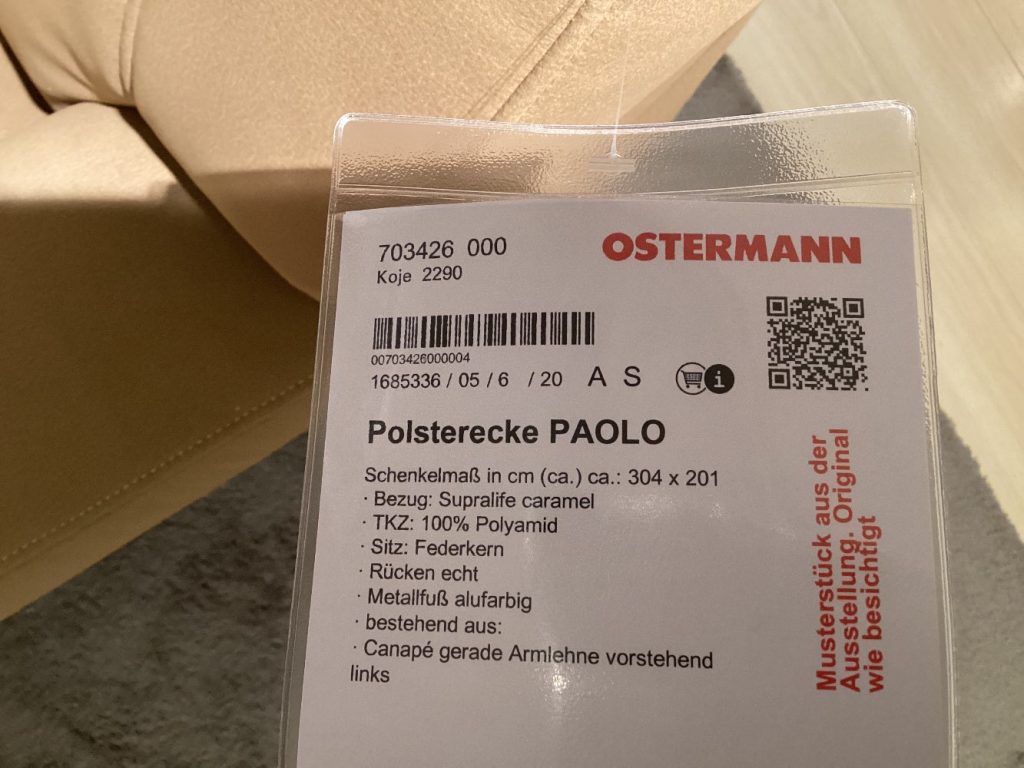 703426 000
Koje 2290
OSTERMANN
00703426000004
1685336 / 05 / 6 / 20 A S
i
Polsterecke PAOLO
Schenkelmaß in cm (ca.) ca.: 304 x 201
· Bezug: Supralife caramel
· TKZ: 100% Polyamid
· Sitz: Federkern
· Rücken echt
· Metallfuß alufarbig
· bestehend aus:
· Canapé gerade Armlehne vorstehend
links
Musterstück aus der
Ausstellung. Original
wie besichtigt